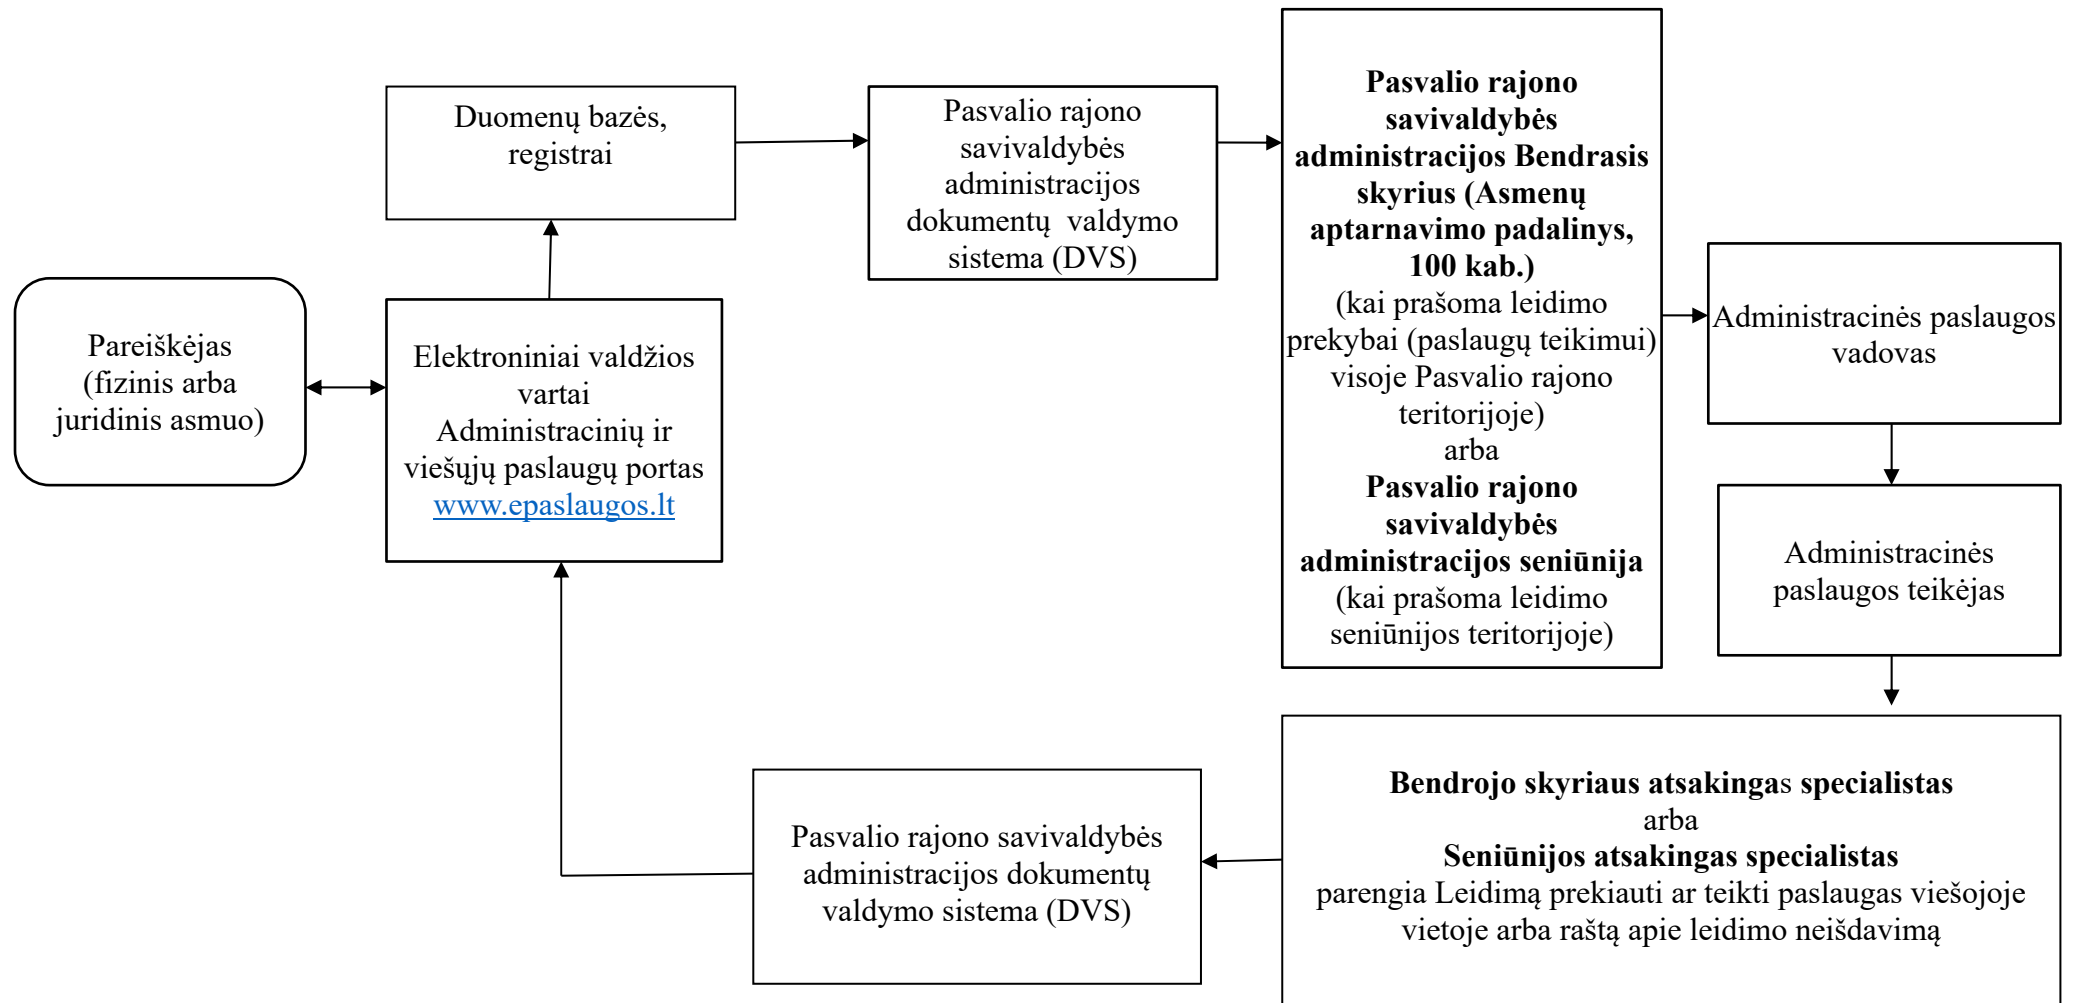 Pareiškėjas
(fizinis arba
juridinis asmuo)
Elektroniniai valdžios
vartai
Administracinių ir
viešųjų paslaugų portas
www.epaslaugos.lt
Duomenų bazės,
registrai
Pasvalio rajono
savivaldybės
administracijos
dokumentų valdymo
sistema (DVS)
Pasvalio rajono
savivaldybės
administracijos Bendrasis
skyrius (Asmenų
aptarnavimo padalinys,
100 kab.)
(kai prašoma leidimo
prekybai (paslaugų teikimui)
visoje Pasvalio rajono
teritorijoje)
arba
Pasvalio rajono
savivaldybės
administracijos seniūnija
(kai prašoma leidimo
seniūnijos teritorijoje)
Administracinės paslaugos
vadovas
Administracinės
paslaugos teikėjas
Bendrojo skyriaus atsakingas specialistas
arba
Seniūnijos atsakingas specialistas
parengia Leidimą prekiauti ar teikti paslaugas viešojoje
vietoje arba raštą apie leidimo neišdavimą
Pasvalio rajono savivaldybės
administracijos dokumentų
valdymo sistema (DVS)